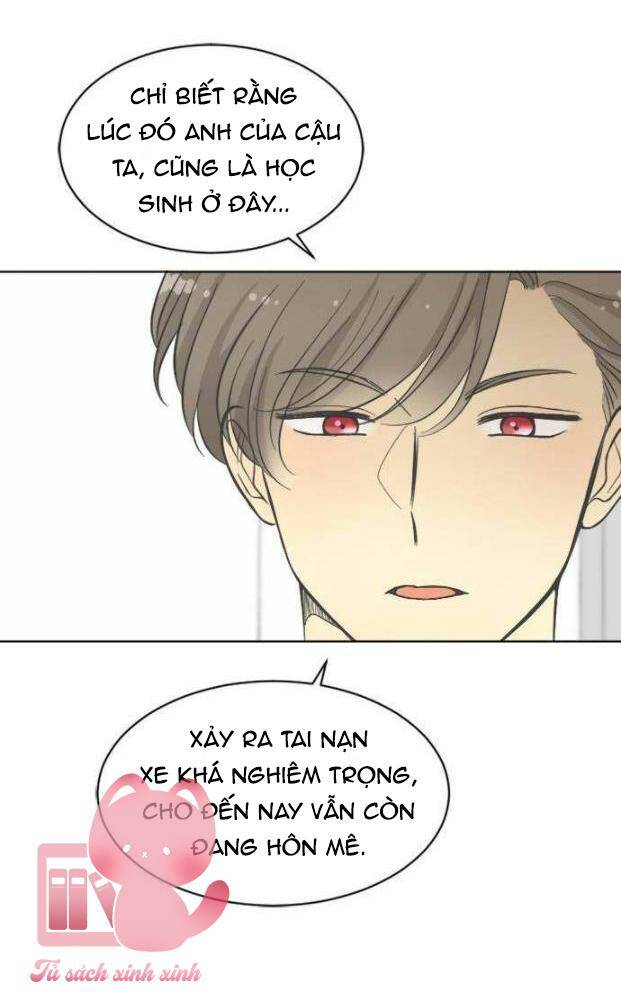 CHỈ BIẾT RẰNG
LÚC ĐÓ ANH CỦA CẬU
TA, CŨNG LÀ HỌC
SINH Ở ĐÂY...
XẢY RA TAI NẠN
XE KHÁ NGHIÊM TRỌNG,
CHO ĐẾN NAY VẪN CÒN
ĐANG HÔN MÊ.
Tủ sách xinh xinh